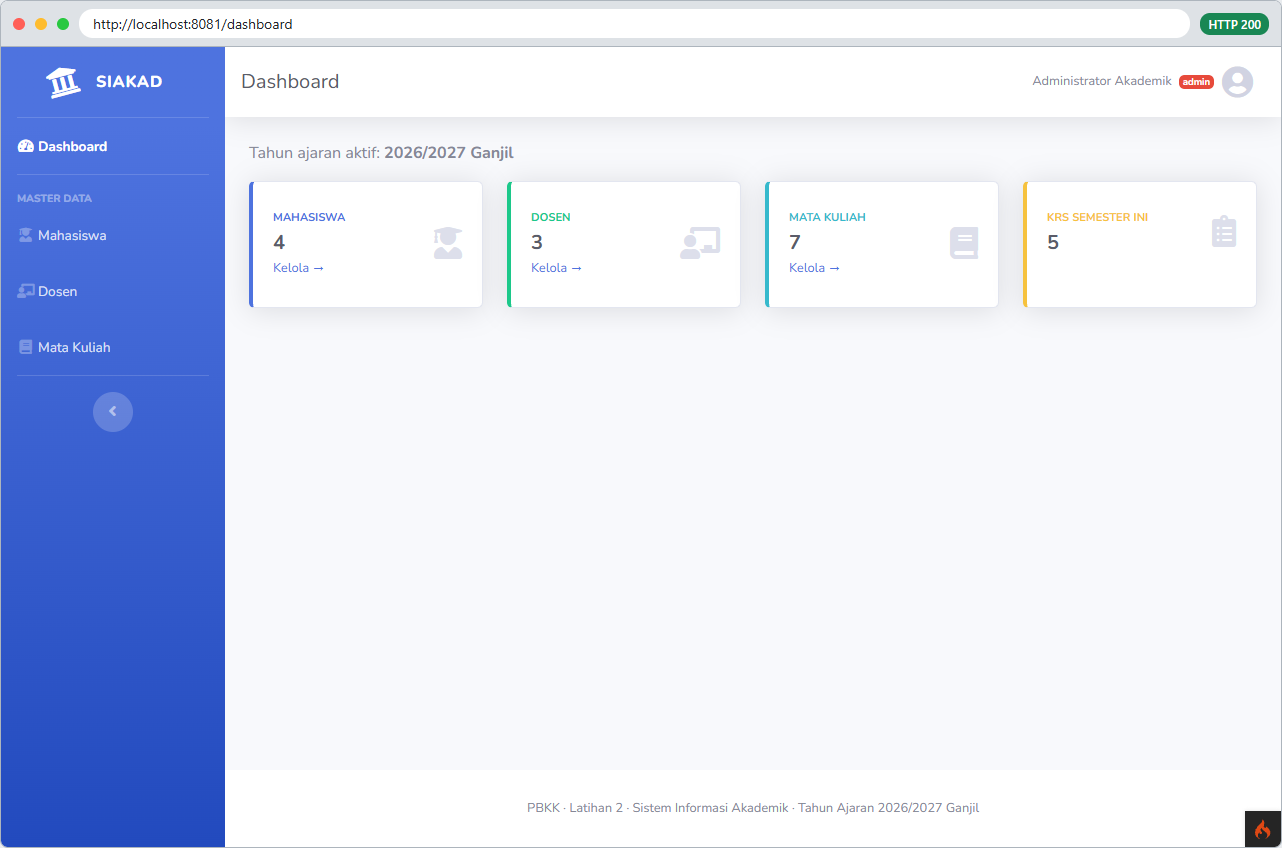 http://localhost:8081/dashboard
HTTP 200
SIAKAD
Dashboard
MASTER DATA
Mahasiswa
Dosen
Mata Kuliah
Dashboard
Administrator Akademik admin
Tahun ajaran aktif: 2026/2027 Ganjil
MAHASISWA
4
Kelola →
DOSEN
3
Kelola →
MATA KULIAH
7
Kelola →
KRS SEMESTER INI
5
PBKK · Latihan 2 · Sistem Informasi Akademik · Tahun Ajaran 2026/2027 Ganjil